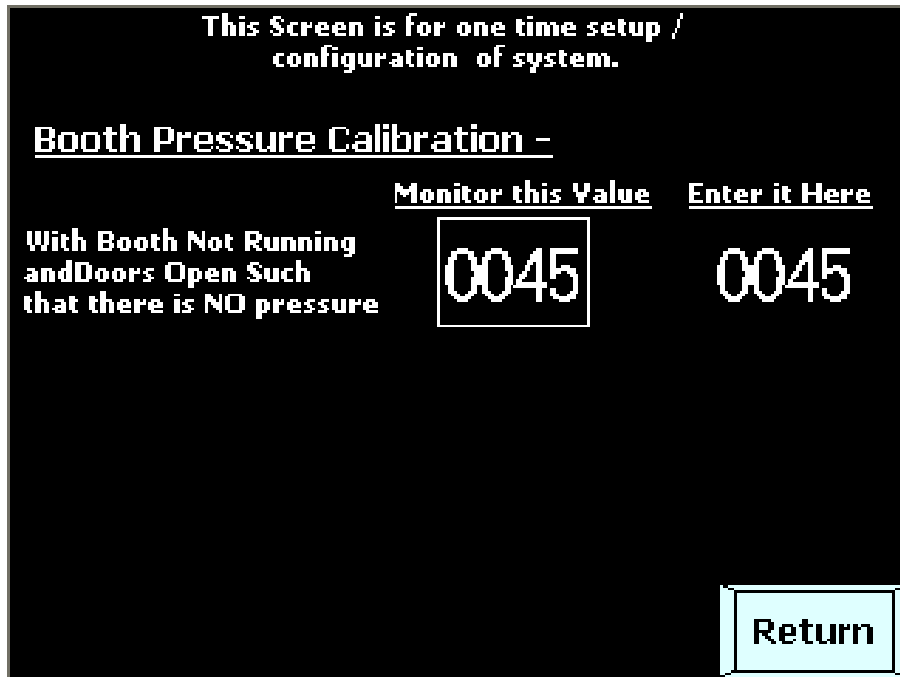 This Screen is for one time setup /
configuration of system.
Booth Pressure Calibration -
Monitor this Value Enter it Here
With Booth Not Running
andDoors Open Such
that there is NO pressure
0045 0045
Return